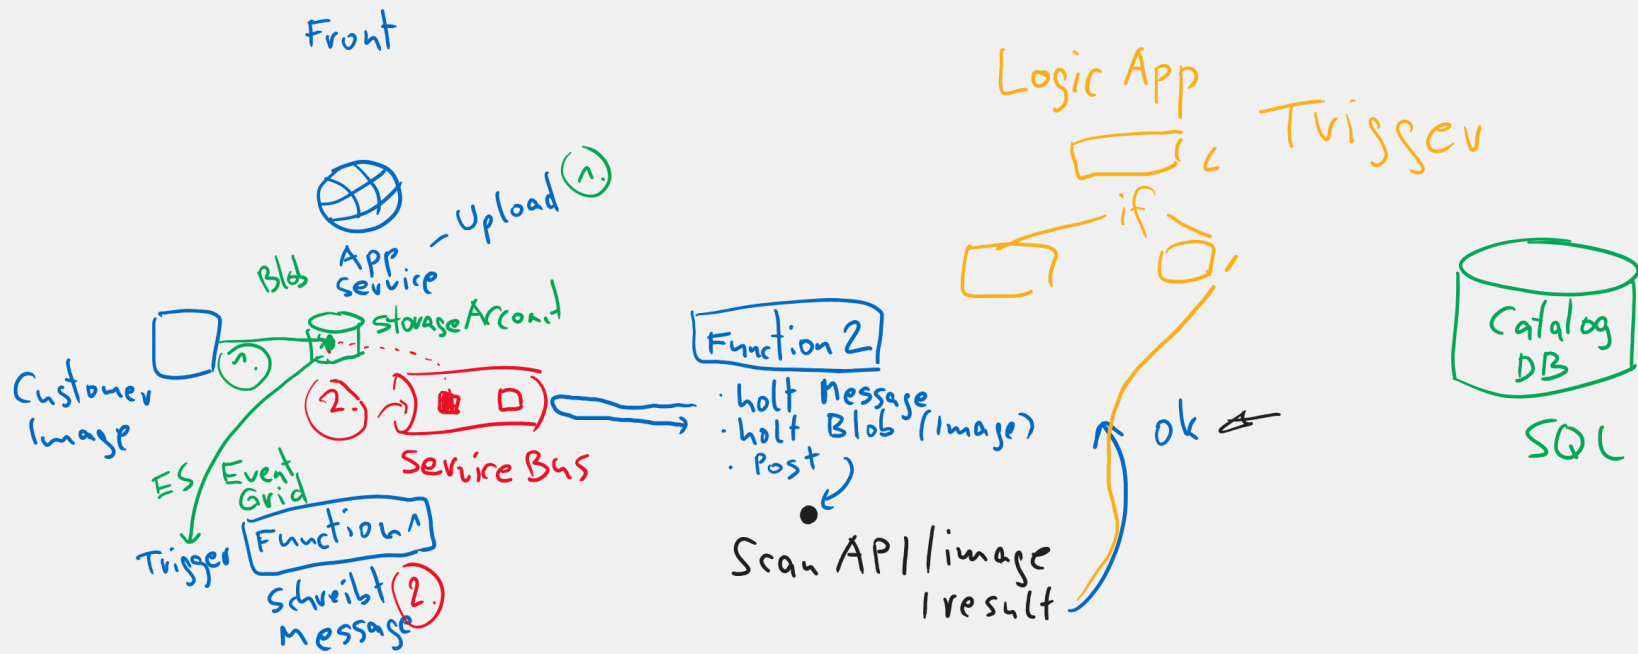 Front
Logic App
Trigger
if
Upload
1.
App
Service
Blob
Storage Account
1.
Customer
Image
2.
Service Bus
Function 2
· holt Message
· holt Blob (Image)
· Post
Scan API/image
/result
ok
Catalog
DB
SQL
Event
Grid
Trigger
Function 1
Schreibt
Message
2.